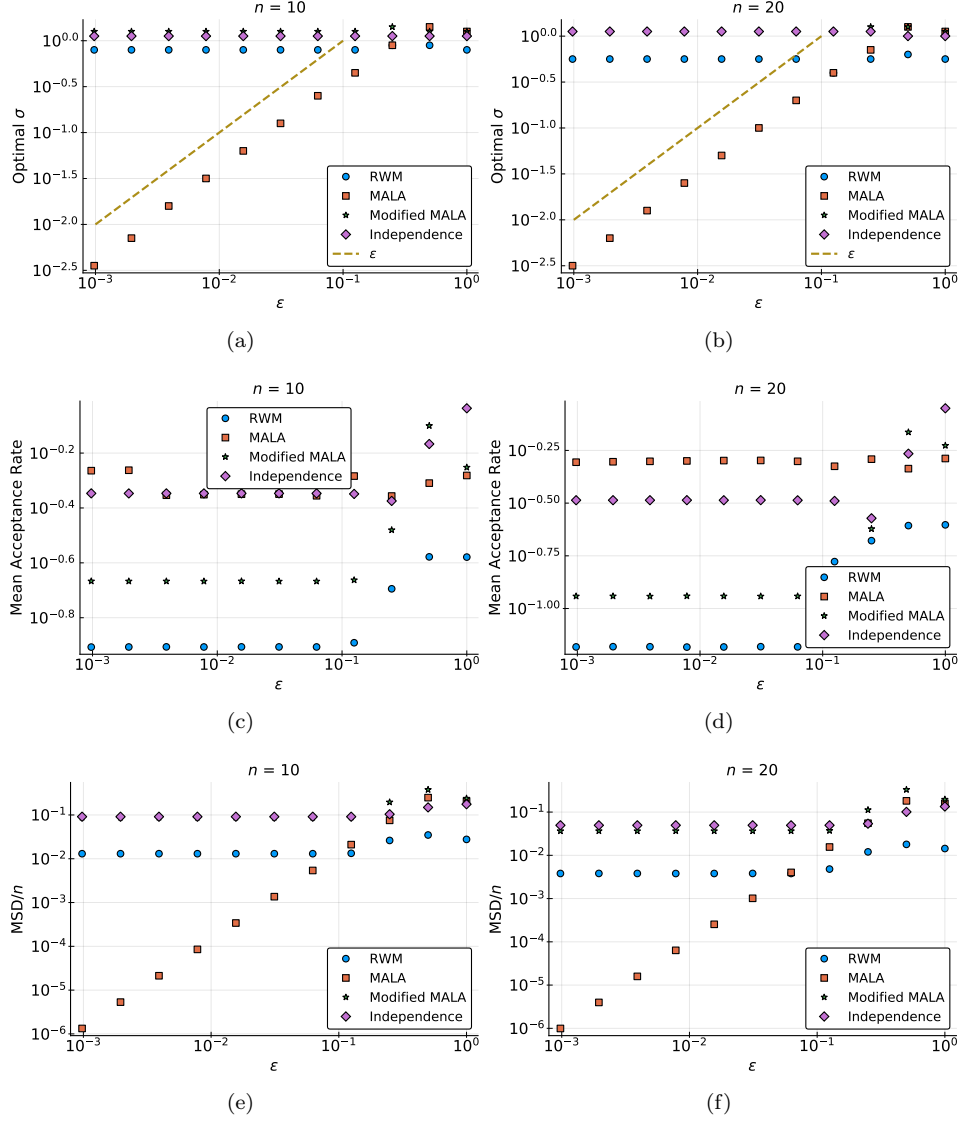 n = 10
Optimal σ
10^0.0
10^−0.5
10^−1.0
10^−1.5
10^−2.0
10^−2.5
10^−3
10^−2
10^−1
10^0
ε
RWM
MALA
Modified MALA
Independence
ε
(a)
n = 20
Optimal σ
10^0.0
10^−0.5
10^−1.0
10^−1.5
10^−2.0
10^−2.5
10^−3
10^−2
10^−1
10^0
ε
RWM
MALA
Modified MALA
Independence
ε
(b)
n = 10
Mean Acceptance Rate
10^−0.2
10^−0.4
10^−0.6
10^−0.8
10^−3
10^−2
10^−1
10^0
ε
RWM
MALA
Modified MALA
Independence
(c)
n = 20
Mean Acceptance Rate
10^−0.25
10^−0.50
10^−0.75
10^−1.00
10^−3
10^−2
10^−1
10^0
ε
RWM
MALA
Modified MALA
Independence
(d)
n = 10
MSD/n
10^−1
10^−2
10^−3
10^−4
10^−5
10^−6
10^−3
10^−2
10^−1
10^0
ε
RWM
MALA
Modified MALA
Independence
(e)
n = 20
MSD/n
10^−1
10^−2
10^−3
10^−4
10^−5
10^−6
10^−3
10^−2
10^−1
10^0
ε
RWM
MALA
Modified MALA
Independence
(f)